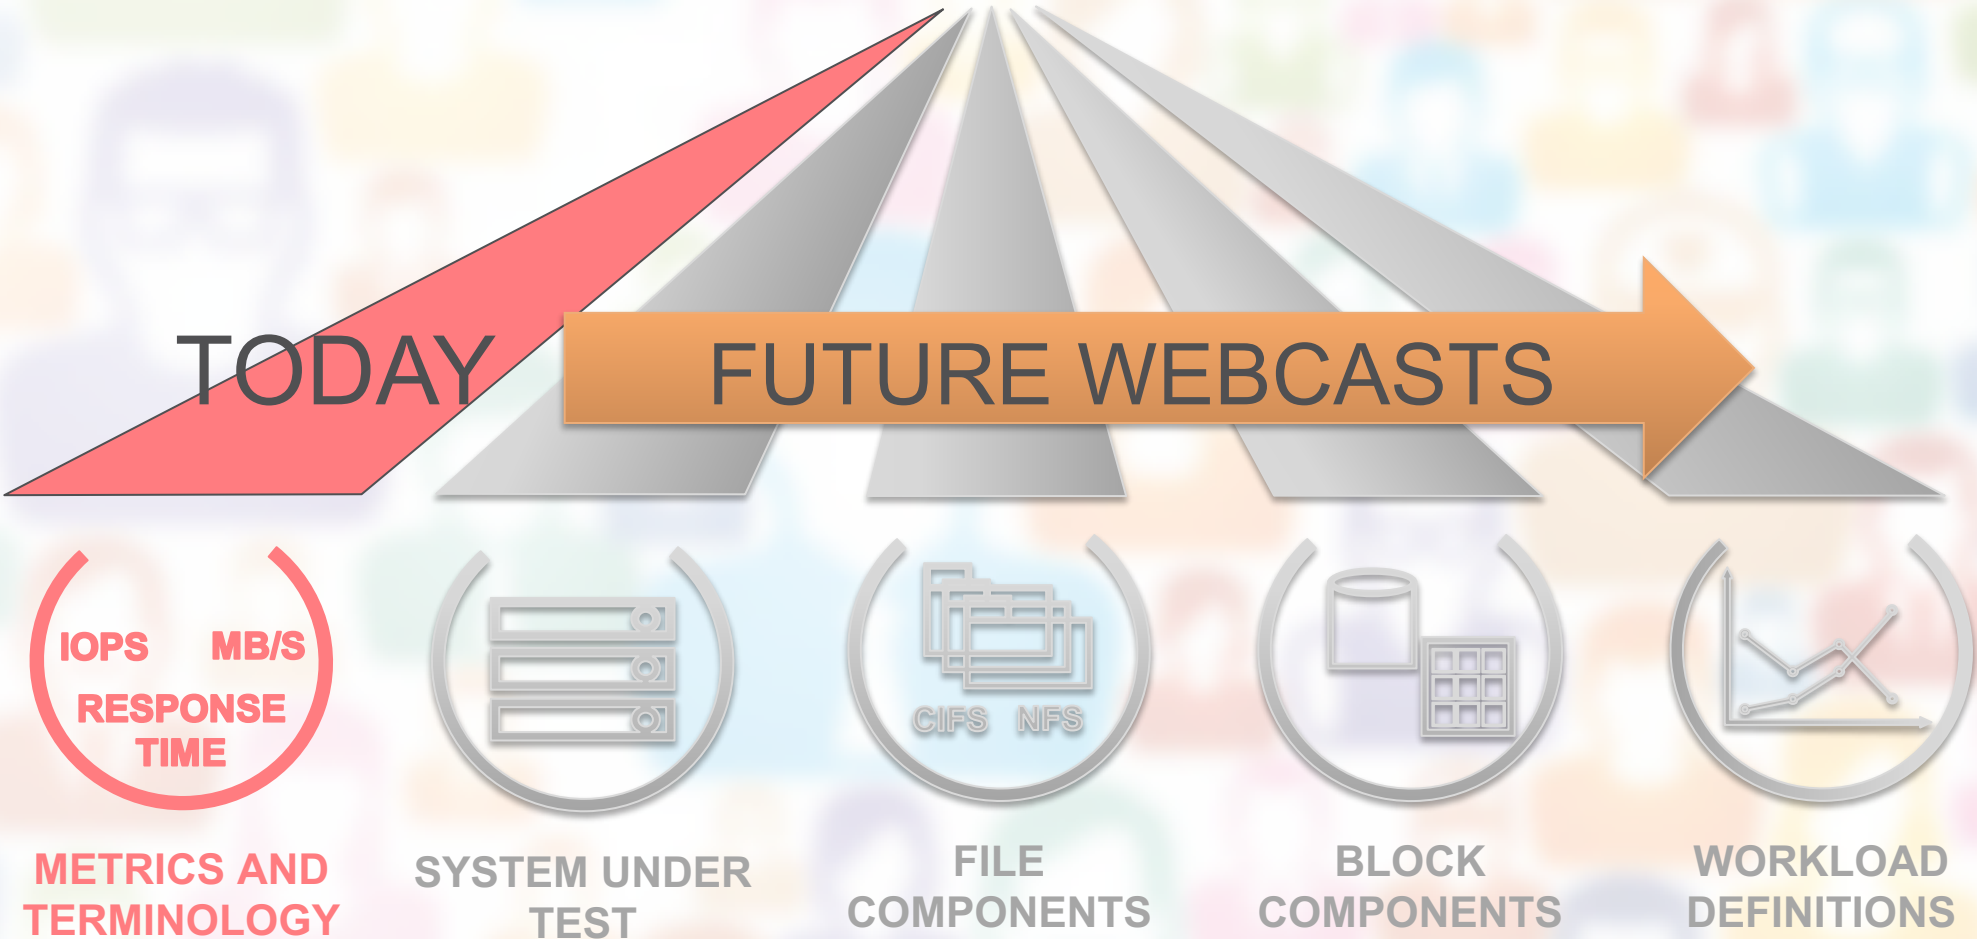 TODAY
FUTURE WEBCASTS
IOPS MB/S
RESPONSE
TIME
CIFS NFS
METRICS AND
TERMINOLOGY
SYSTEM UNDER
TEST
FILE
COMPONENTS
BLOCK
COMPONENTS
WORKLOAD
DEFINITIONS